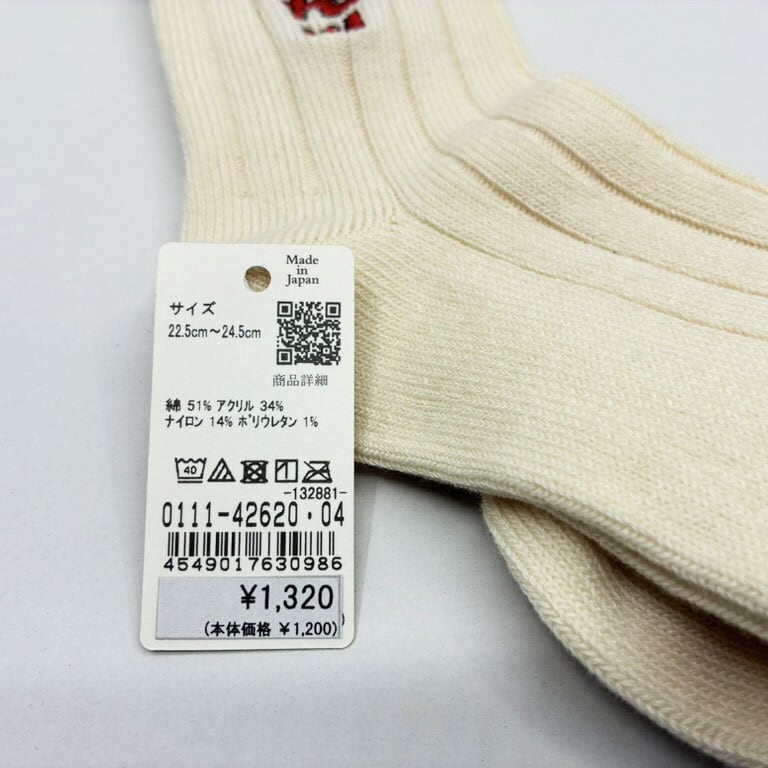 Made
in
Japan
サイズ
22.5cm〜24.5cm
商品詳細
綿 51% アクリル 34%
ナイロン 14% ポリウレタン 1%
40
-132881-
0111-42620・04
4549017630986
¥1,320
(本体価格 ¥1,200)